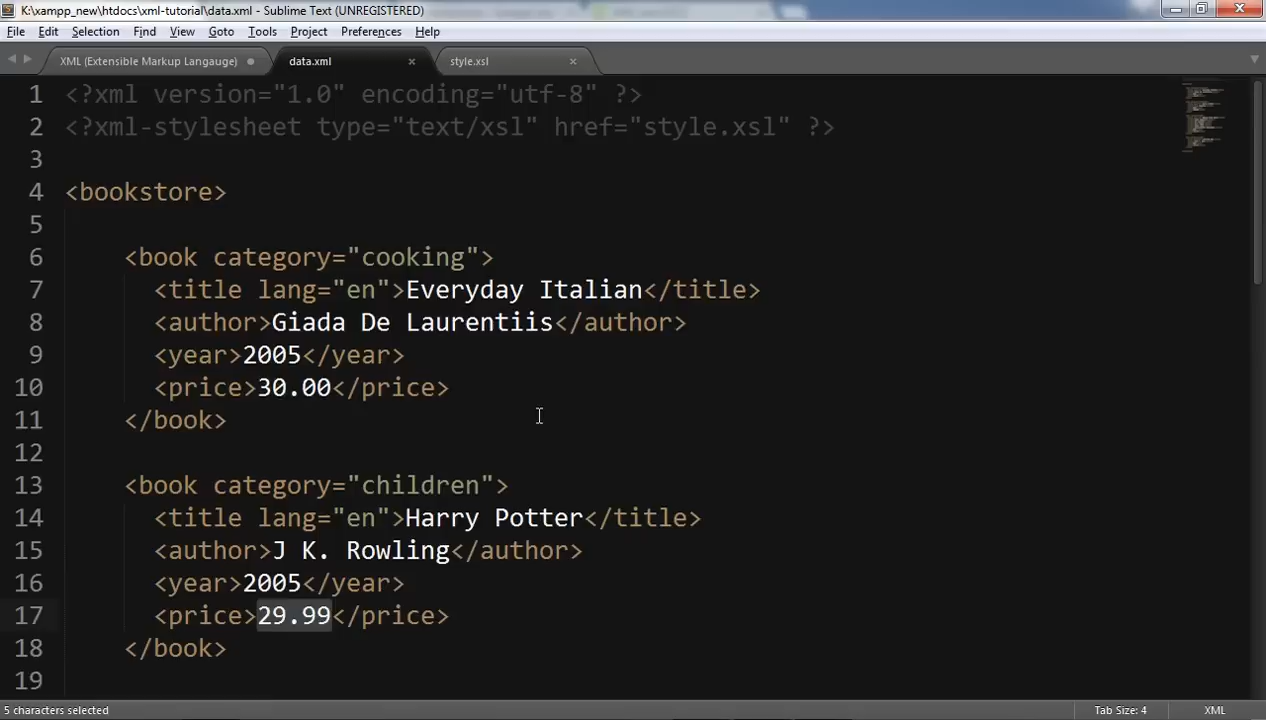 K:\xampp_new\htdocs\xml-tutorial\data.xml - Sublime Text (UNREGISTERED)
File Edit Selection Find View Goto Tools Project Preferences Help
XML (Extensible Markup Langauge) data.xml × style.xsl ×
1 <?xml version="1.0" encoding="utf-8" ?>
2 <?xml-stylesheet type="text/xsl" href="style.xsl" ?>
3
4 <bookstore>
5
6 <book category="cooking">
7 <title lang="en">Everyday Italian</title>
8 <author>Giada De Laurentiis</author>
9 <year>2005</year>
10 <price>30.00</price>
11 </book>
12
13 <book category="children">
14 <title lang="en">Harry Potter</title>
15 <author>J K. Rowling</author>
16 <year>2005</year>
17 <price>29.99</price>
18 </book>
19
5 characters selected Tab Size: 4 XML